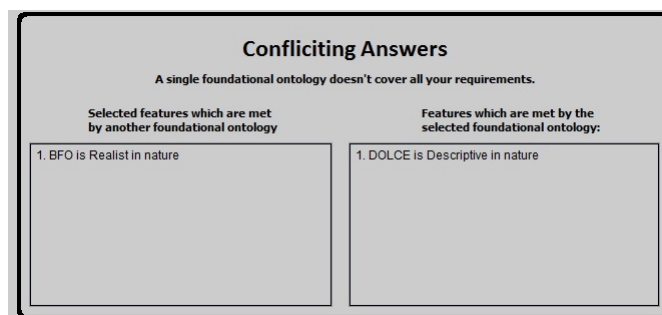 Confliciting Answers
A single foundational ontology doesn't cover all your requirements.
Selected features which are met
by another foundational ontology
Features which are met by the
selected foundational ontology:
1. BFO is Realist in nature
1. DOLCE is Descriptive in nature